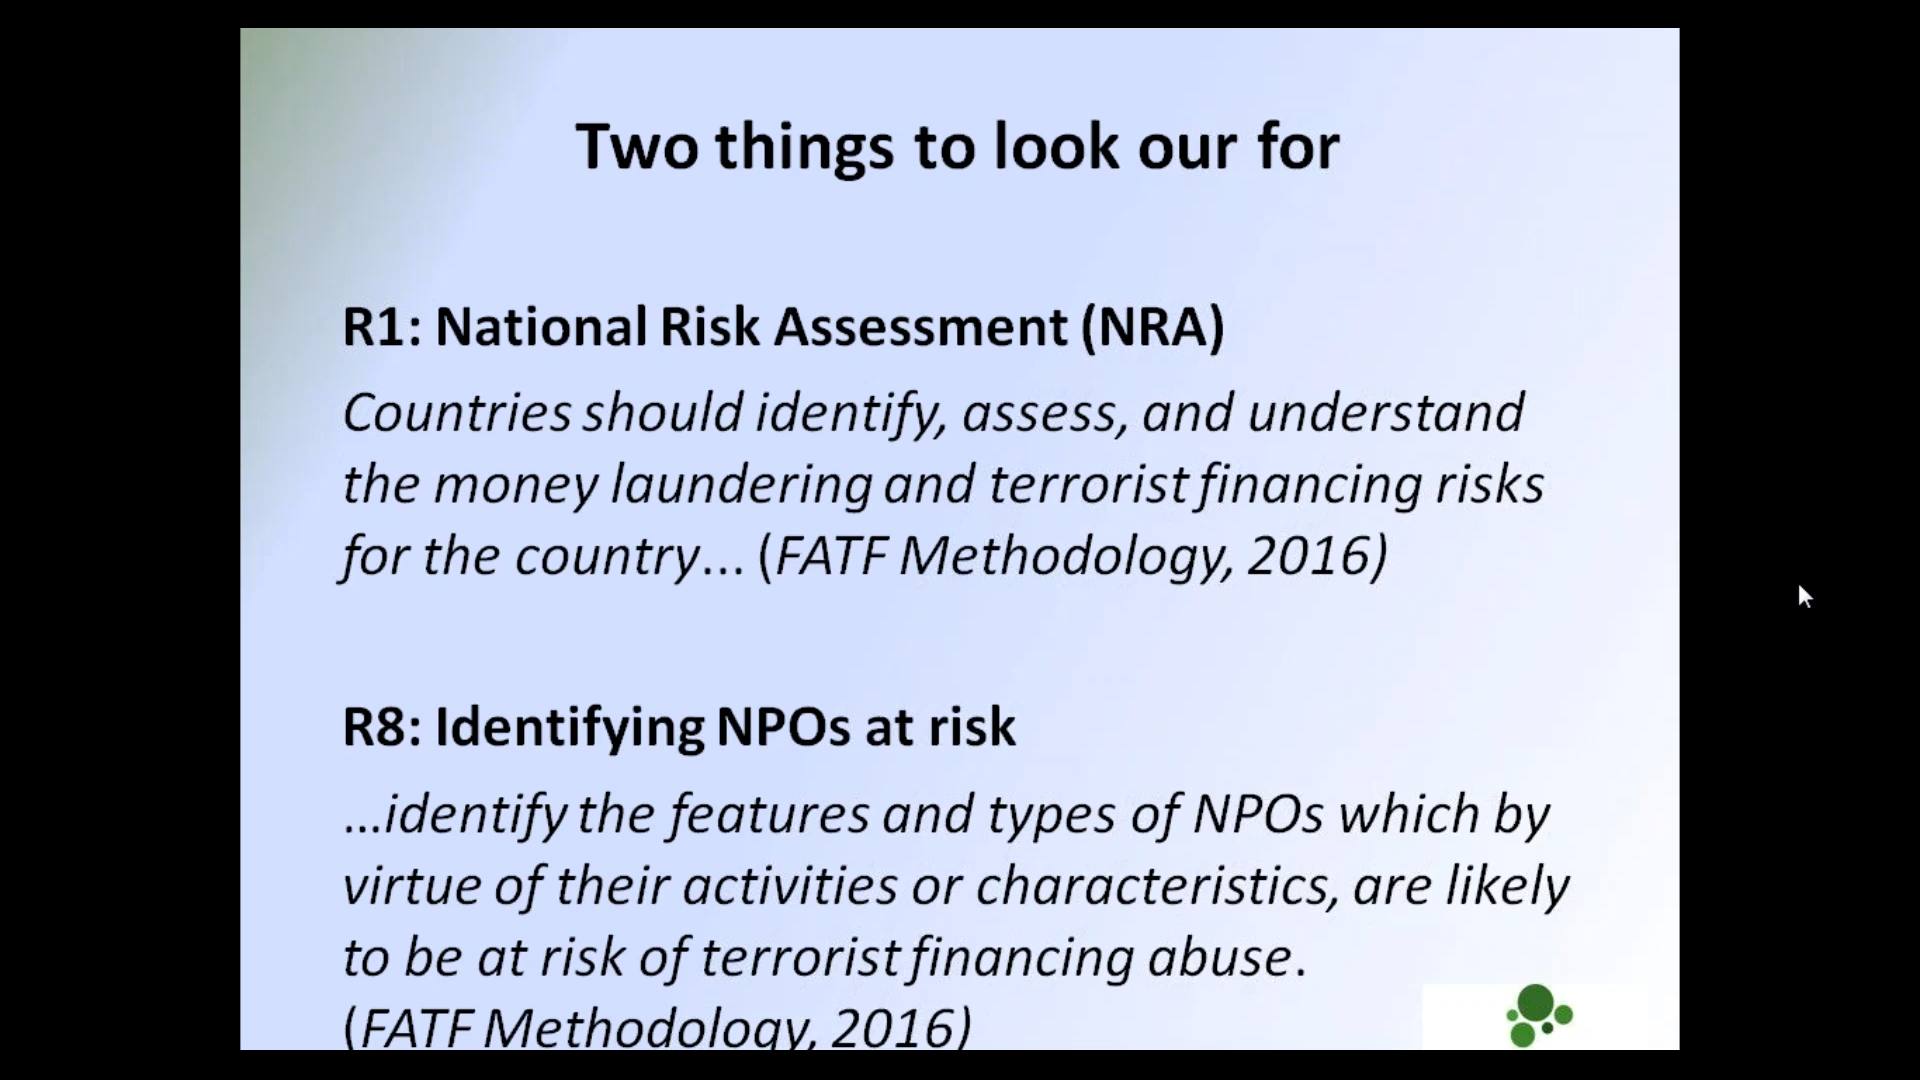 Two things to look our for
R1: National Risk Assessment (NRA)
Countries should identify, assess, and understand
the money laundering and terrorist financing risks
for the country... (FATF Methodology, 2016)
R8: Identifying NPOs at risk
...identify the features and types of NPOs which by
virtue of their activities or characteristics, are likely
to be at risk of terrorist financing abuse.
(FATF Methodology, 2016)